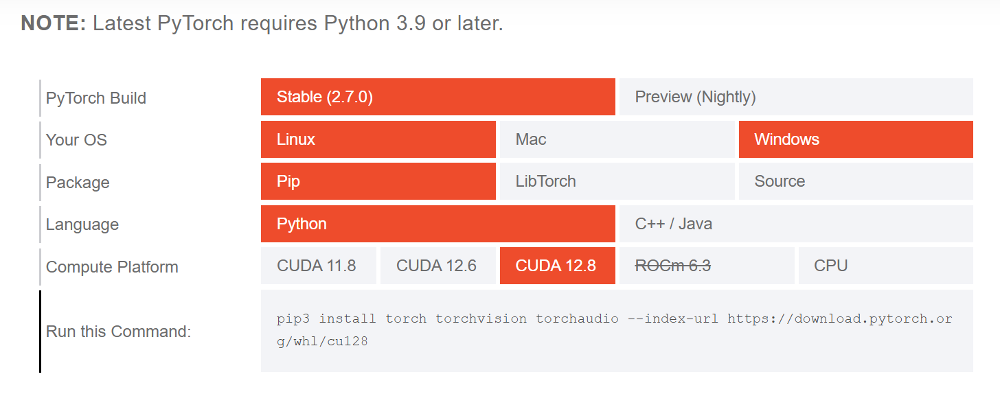 NOTE: Latest PyTorch requires Python 3.9 or later.
PyTorch Build
Stable (2.7.0)
Preview (Nightly)
Your OS
Linux
Mac
Windows
Package
Pip
LibTorch
Source
Language
Python
C++ / Java
Compute Platform
CUDA 11.8
CUDA 12.6
CUDA 12.8
ROCm 6.3
CPU
Run this Command:
pip3 install torch torchvision torchaudio --index-url https://download.pytorch.or
g/whl/cu128